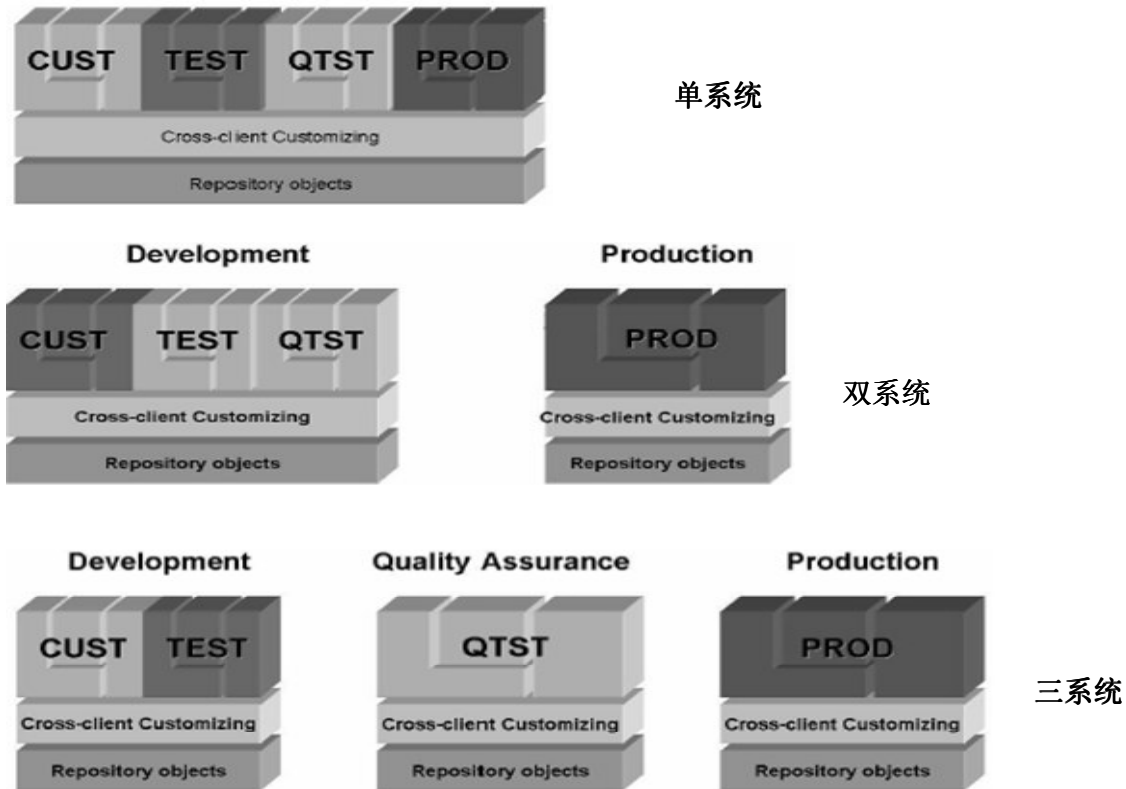 CUST TEST QTST PROD
单系统
Cross-client Customizing
Repository objects
Development Production
CUST TEST QTST PROD
双系统
Cross-client Customizing Cross-client Customizing
Repository objects Repository objects
Development Quality Assurance Production
CUST TEST QTST PROD
三系统
Cross-client Customizing Cross-client Customizing Cross-client Customizing
Repository objects Repository objects Repository objects